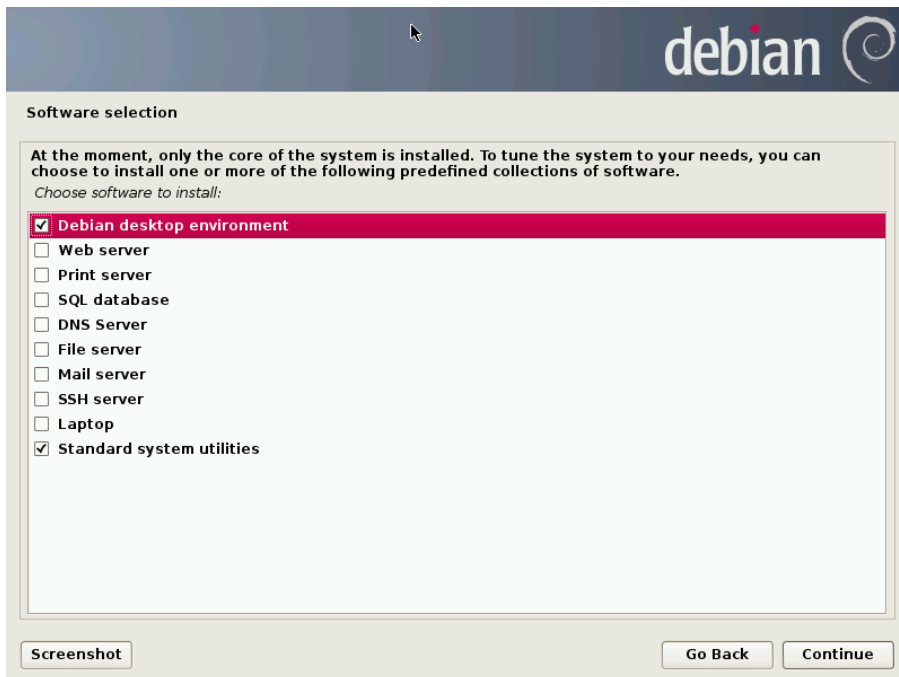 debian
Software selection
At the moment, only the core of the system is installed. To tune the system to your needs, you can
choose to install one or more of the following predefined collections of software.
Choose software to install:
Debian desktop environment
Web server
Print server
SQL database
DNS Server
File server
Mail server
SSH server
Laptop
Standard system utilities
Screenshot
Go Back
Continue